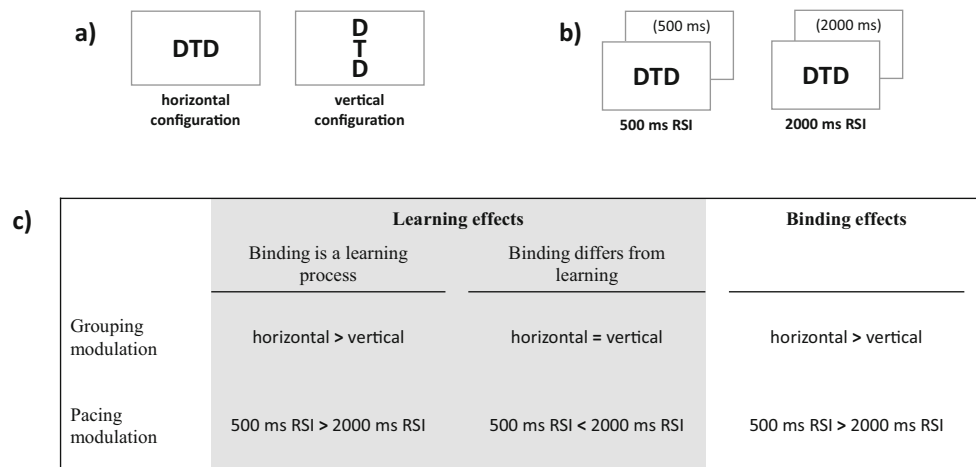 a)
DTD
horizontal
configuration
D
T
D
vertical
configuration
b)
(500 ms)
DTD
500 ms RSI
(2000 ms)
DTD
2000 ms RSI
c)
Learning effects
Binding effects
Binding is a learning
process
Binding differs from
learning
Grouping
modulation
horizontal > vertical
horizontal = vertical
horizontal > vertical
Pacing
modulation
500 ms RSI > 2000 ms RSI
500 ms RSI < 2000 ms RSI
500 ms RSI > 2000 ms RSI